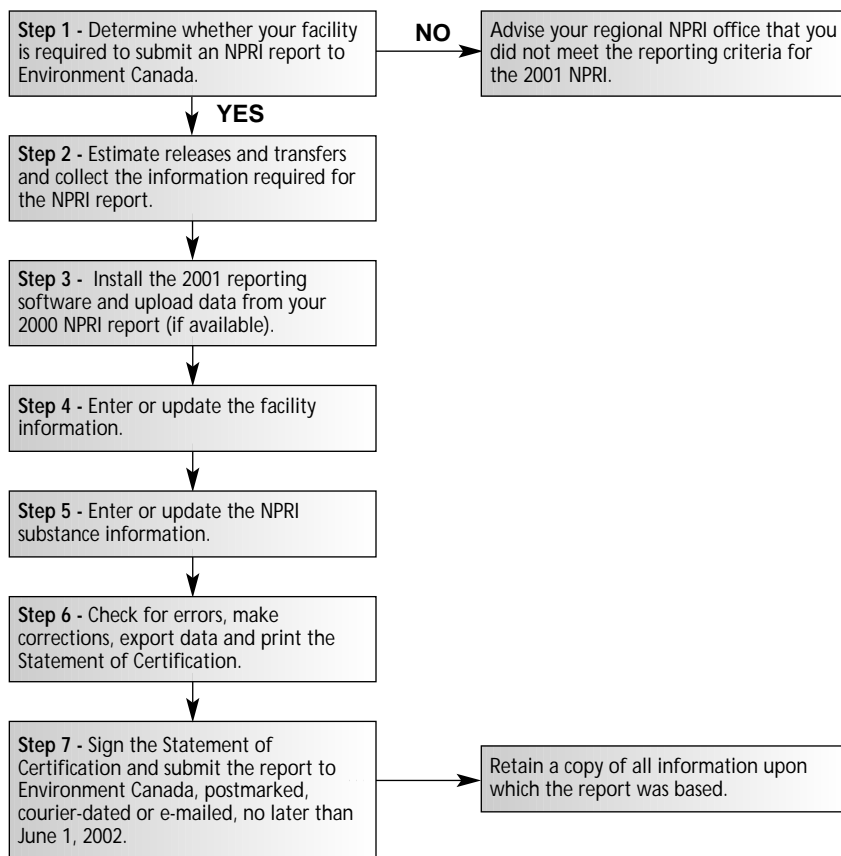 Step 1 - Determine whether your facility
is required to submit an NPRI report to
Environment Canada.
NO
Advise your regional NPRI office that you
did not meet the reporting criteria for
the 2001 NPRI.
YES
Step 2 - Estimate releases and transfers
and collect the information required for
the NPRI report.
Step 3 - Install the 2001 reporting
software and upload data from your
2000 NPRI report (if available).
Step 4 - Enter or update the facility
information.
Step 5 - Enter or update the NPRI
substance information.
Step 6 - Check for errors, make
corrections, export data and print the
Statement of Certification.
Step 7 - Sign the Statement of
Certification and submit the report to
Environment Canada, postmarked,
courier-dated or e-mailed, no later than
June 1, 2002.
Retain a copy of all information upon
which the report was based.